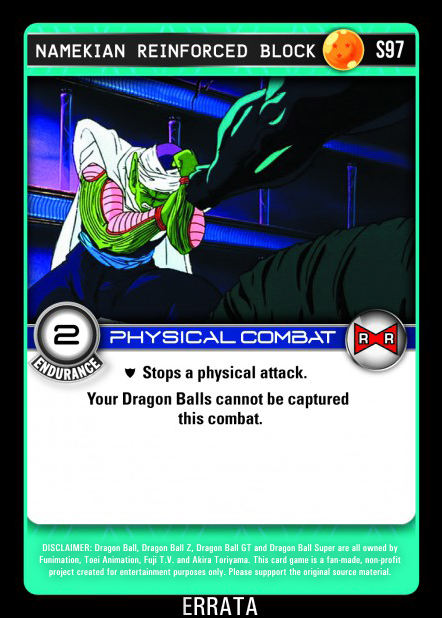 NAMEKIAN REINFORCED BLOCK S97
2 PHYSICAL COMBAT R R
ENDURANCE
Stops a physical attack.
Your Dragon Balls cannot be captured
this combat.
DISCLAIMER: Dragon Ball, Dragon Ball Z, Dragon Ball GT and Dragon Ball Super are all owned by
Funimation, Toei Animation, Fuji T.V. and Akira Toriyama. This card game is a fan-made, non-profit
project created for entertainment purposes only. Please suppport the original source material.
ERRATA